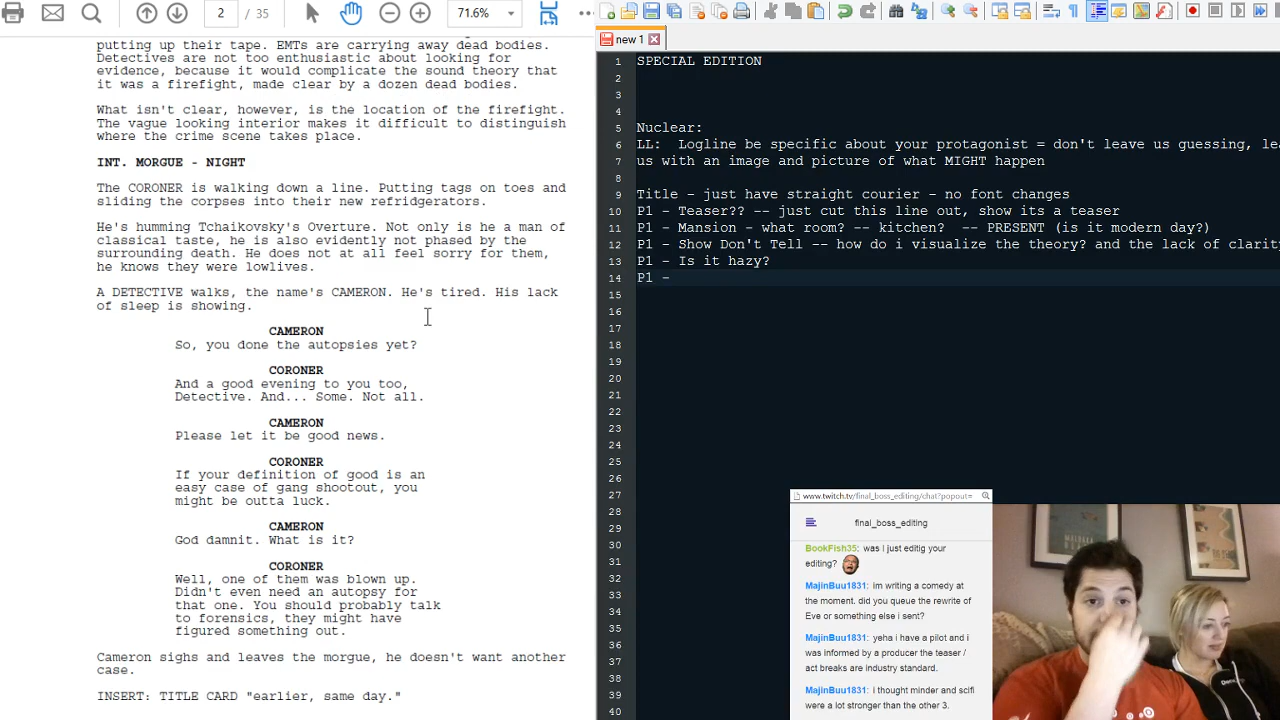 2 / 35
71.6%
putting up their tape. EMTs are carrying away dead bodies.
Detectives are not too enthusiastic about looking for
evidence, because it would complicate the sound theory that
it was a firefight, made clear by a dozen dead bodies.
What isn't clear, however, is the location of the firefight.
The vague looking interior makes it difficult to distinguish
where the crime scene takes place.
INT. MORGUE - NIGHT
The CORONER is walking down a line. Putting tags on toes and
sliding the corpses into their new refridgerators.
He's humming Tchaikovsky's Overture. Not only is he a man of
classical taste, he is also evidently not phased by the
surrounding death. He does not at all feel sorry for them,
he knows they were lowlives.
A DETECTIVE walks, the name's CAMERON. He's tired. His lack
of sleep is showing.
CAMERON
So, you done the autopsies yet?
CORONER
And a good evening to you too,
Detective. And... Some. Not all.
CAMERON
Please let it be good news.
CORONER
If your definition of good is an
easy case of gang shootout, you
might be outta luck.
CAMERON
God damnit. What is it?
CORONER
Well, one of them was blown up.
Didn't even need an autopsy for
that one. You should probably talk
to forensics, they might have
figured something out.
Cameron sighs and leaves the morgue, he doesn't want another
case.
INSERT: TITLE CARD "earlier, same day."
new 1
1 SPECIAL EDITION
2
3
4
5 Nuclear:
6 LL: Logline be specific about your protagonist = don't leave us guessing, lea
7 us with an image and picture of what MIGHT happen
8
9 Title - just have straight courier - no font changes
10 P1 - Teaser?? -- just cut this line out, show its a teaser
11 P1 - Mansion - what room? -- kitchen? -- PRESENT (is it modern day?)
12 P1 - Show Don't Tell -- how do i visualize the theory? and the lack of clarity
13 P1 - Is it hazy?
14 P1 -
15
16
17
18
19
20
21
22
23
24
25
26
27
28
29
30
31
32
33
34
35
36
37
38
39
40
www.twitch.tv/final_boss_editing/chat?popout=
final_boss_editing
BookFish35: was I just editig your
editing?
MajinBuu1831: im writing a comedy at
the moment. did you queue the rewrite of
Eve or something else i sent?
MajinBuu1831: yeha i have a pilot and i
was informed by a producer the teaser /
act breaks are industry standard.
MajinBuu1831: i thought minder and scifi
were a lot stronger than the other 3.